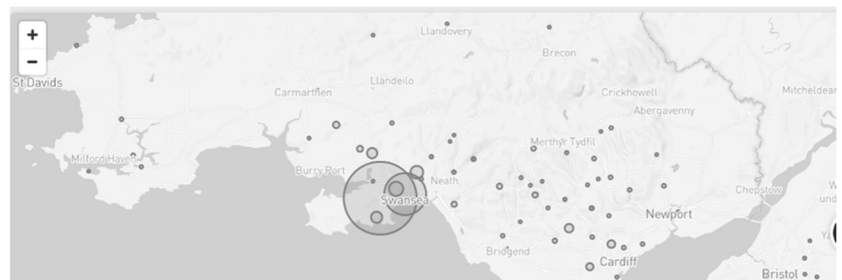 +
Llandovery
Brecon
−
St Davids
Llandeilo
Carmarthen
Crickhowell
Mitcheldean
Abergavenny
Merthyr Tydfil
Milford Haven
Burry Port
Neath
Chepstow
Swansea
Newport
Bridgend
Cardiff
Bristol